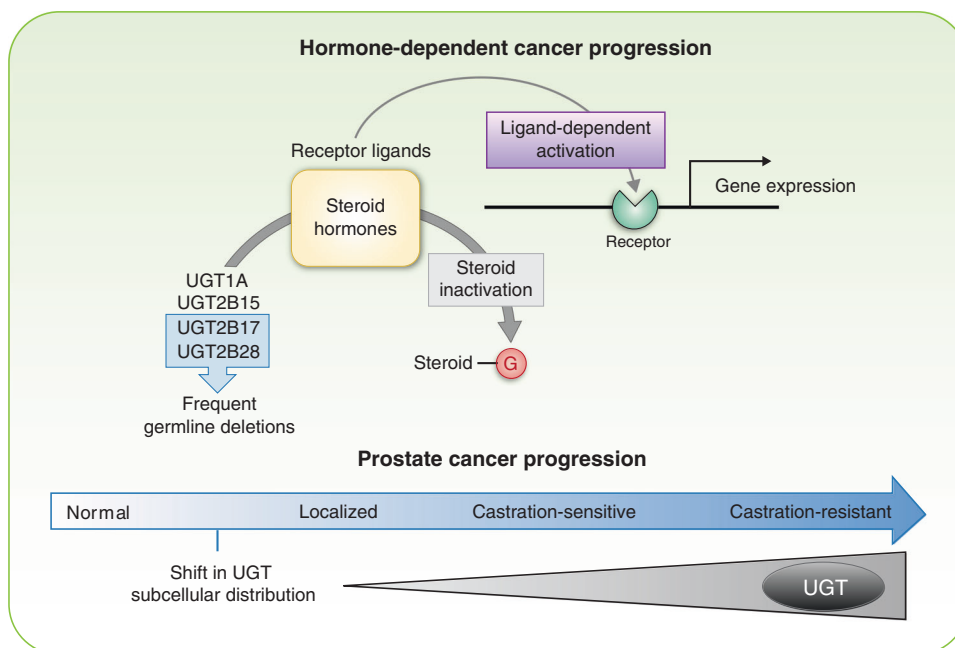 Hormone-dependent cancer progression
Receptor ligands
Ligand-dependent
activation
Steroid
hormones
Gene expression
Receptor
Steroid
inactivation
UGT1A
UGT2B15
UGT2B17
UGT2B28
Steroid
G
Frequent
germline deletions
Prostate cancer progression
Normal
Localized
Castration-sensitive
Castration-resistant
Shift in UGT
subcellular distribution
UGT